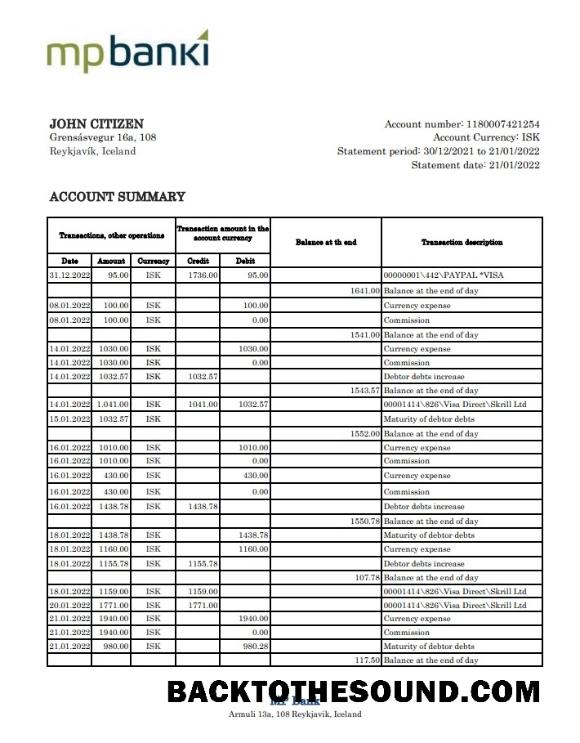 mpbanki
JOHN CITIZEN
Grensásvegur 16a, 108
Reykjavík, Iceland
Account number: 1180007421254
Account Currency: ISK
Statement period: 30/12/2021 to 21/01/2022
Statement date: 21/01/2022
ACCOUNT SUMMARY
Transactions, other operations Transaction amount in the account currency Balance at th end Transaction description
Date Amount Currency Credit Debit
31.12.2022 95.00 ISK 1736.00 95.00 00000001\442\PAYPAL *VISA
1641.00 Balance at the end of day
08.01.2022 100.00 ISK 100.00 Currency expense
08.01.2022 100.00 ISK 0.00 Commission
1541.00 Balance at the end of day
14.01.2022 1030.00 ISK 1030.00 Currency expense
14.01.2022 1030.00 ISK 0.00 Commission
14.01.2022 1032.57 ISK 1032.57 Debtor debts increase
1543.57 Balance at the end of day
14.01.2022 1.041.00 ISK 1041.00 1032.57 00001414\826\Visa Direct\Skrill Ltd
15.01.2022 1032.57 ISK Maturity of debtor debts
1552.00 Balance at the end of day
16.01.2022 1010.00 ISK 1010.00 Currency expense
16.01.2022 1010.00 ISK 0.00 Commission
16.01.2022 430.00 ISK 430.00 Currency expense
16.01.2022 430.00 ISK 0.00 Commission
16.01.2022 1438.78 ISK 1438.78 Debtor debts increase
1550.78 Balance at the end of day
18.01.2022 1438.78 ISK 1438.78 Maturity of debtor debts
18.01.2022 1160.00 ISK 1160.00 Currency expense
18.01.2022 1155.78 ISK 1155.78 Debtor debts increase
107.78 Balance at the end of day
18.01.2022 1159.00 ISK 1159.00 00001414\826\Visa Direct\Skrill Ltd
20.01.2022 1771.00 ISK 1771.00 00001414\826\Visa Direct\Skrill Ltd
21.01.2022 1940.00 ISK 1940.00 Currency expense
21.01.2022 1940.00 ISK 0.00 Commission
21.01.2022 980.00 ISK 980.28 Maturity of debtor debts
117.50 Balance at the end of day
BACKTOTHESOUND.COM
MP Bank
Armuli 13a, 108 Reykjavik, Iceland